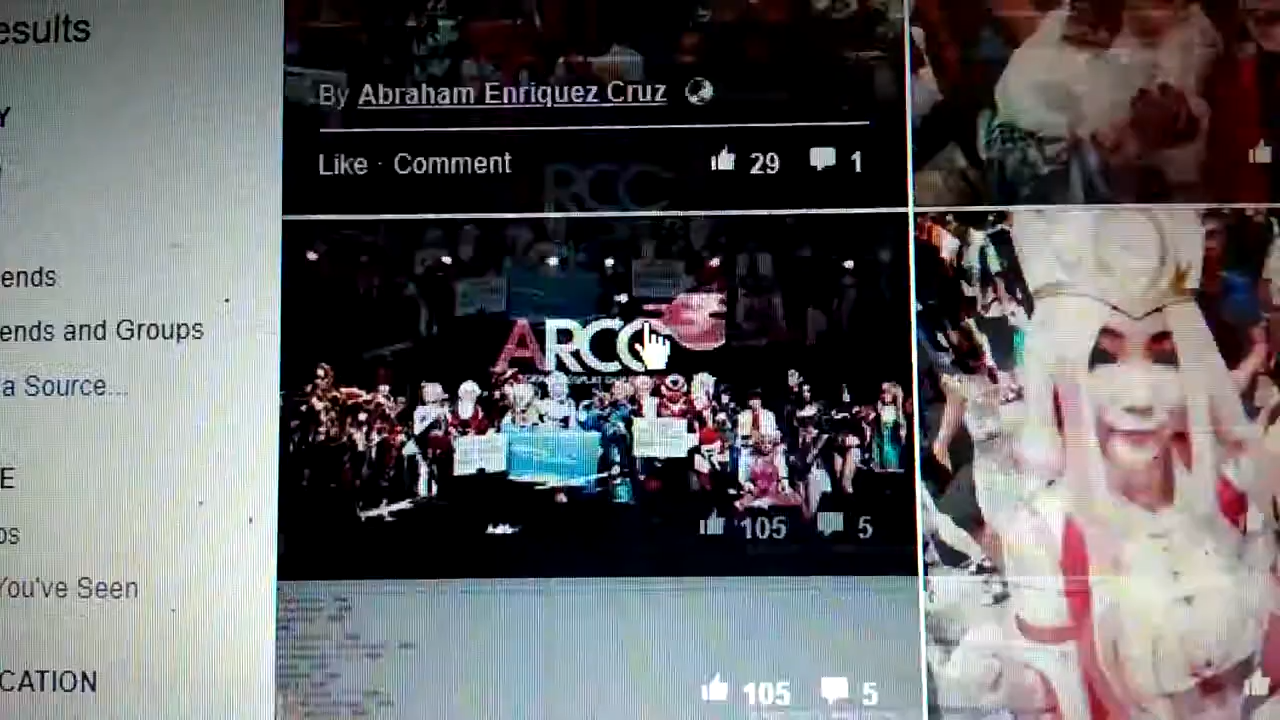 esults
Y
ends
ends and Groups
a Source...
E
os
You've Seen
CATION
By Abraham Enriquez Cruz
Like · Comment
29
1
RCC
ARCC
105
5
105
5